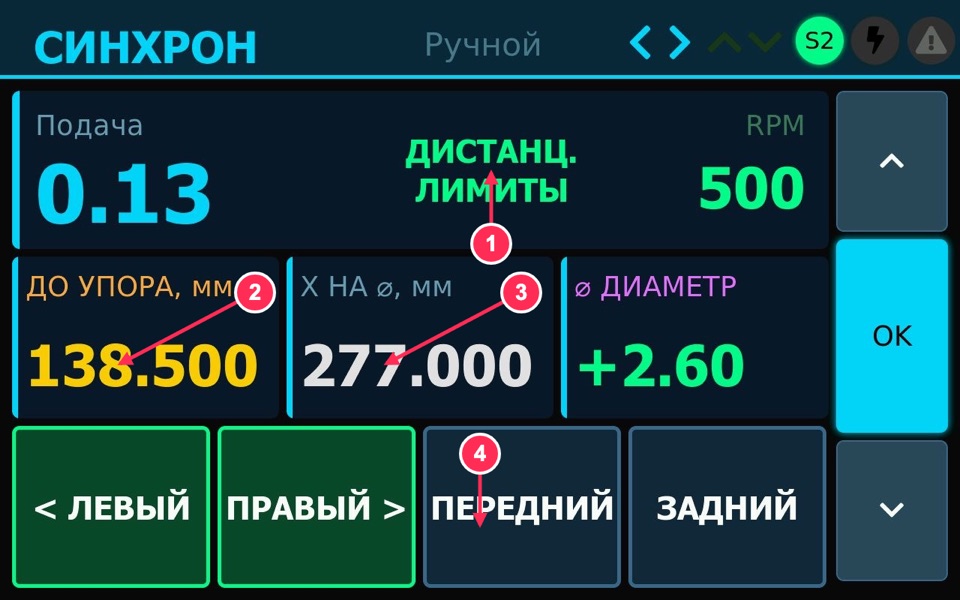 СИНХРОН
Ручной
S2
Подача
RPM
0.13
ДИСТАНЦ.
ЛИМИТЫ
500
1
ДО УПОРА, мм
2
Х НА ⌀, мм
3
⌀ ДИАМЕТР
138.500
277.000
+2.60
OK
4
< ЛЕВЫЙ
ПРАВЫЙ >
ПЕРЕДНИЙ
ЗАДНИЙ